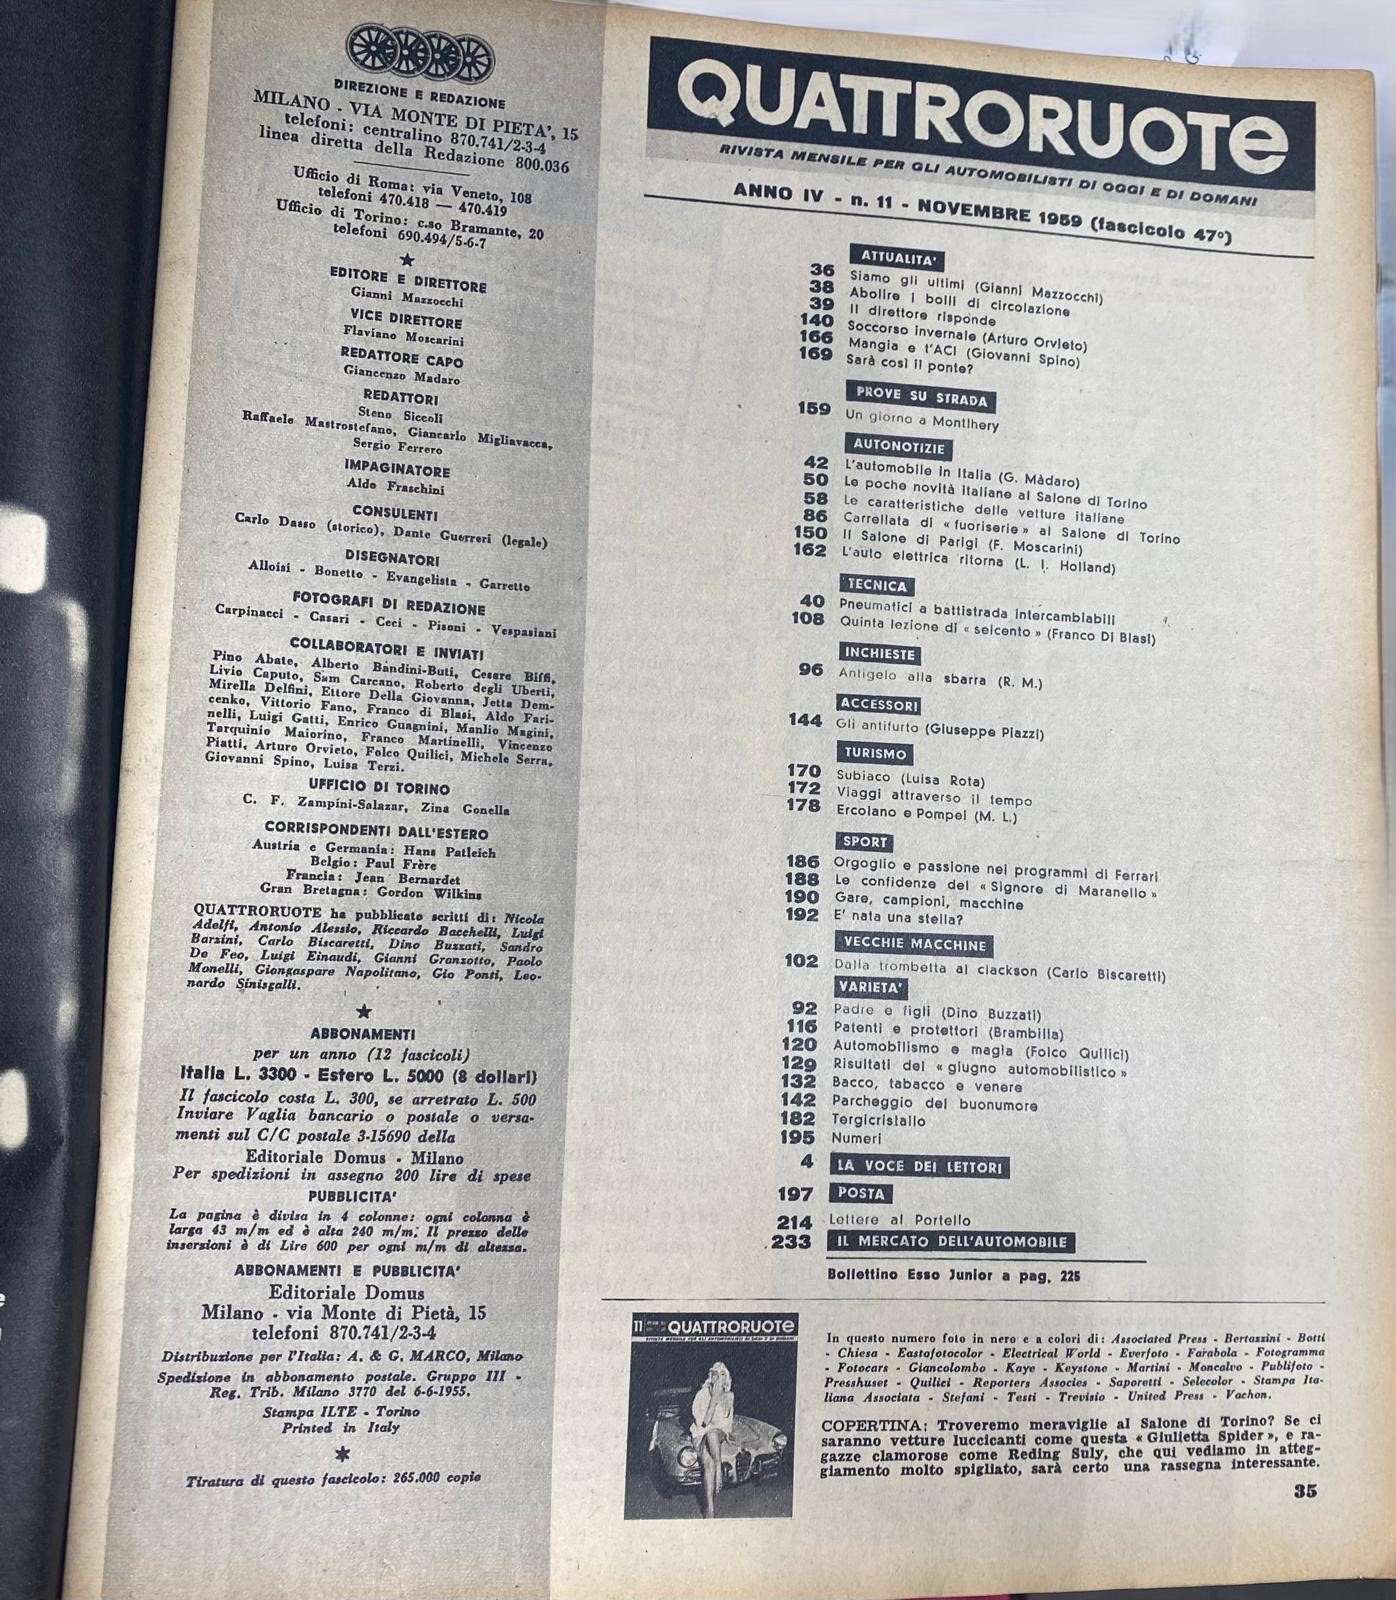 DIREZIONE E REDAZIONE
MILANO - VIA MONTE DI PIETA', 15
telefoni: centralino 870.741/2-3-4
linea diretta della Redazione 800.036
Ufficio di Roma: via Veneto, 108
telefoni 470.418 — 470.419
Ufficio di Torino: c.so Bramante, 20
telefoni 690.494/5-6-7
EDITORE E DIRETTORE
Gianni Mazzocchi
VICE DIRETTORE
Flaviano Moscarini
REDATTORE CAPO
Giancenzo Madaro
REDATTORI
Steno Siccoli
Raffaele Mastrostefano, Giancarlo Migliavacca,
Sergio Ferrero
IMPAGINATORE
Aldo Fraschini
CONSULENTI
Carlo Dasso (storico), Dante Guerreri (legale)
DISEGNATORI
Alloisi - Bonetto - Evangelista - Garretto
FOTOGRAFI DI REDAZIONE
Carpinacci - Casari - Ceci - Pisoni - Vespasiani
COLLABORATORI E INVIATI
Pino Abate, Alberto Bandini-Buti, Cesare Biffi,
Livio Caputo, Sam Carcano, Roberto degli Uberti,
Mirella Delfini, Ettore Della Giovanna, Jetta Dem-
cenko, Vittorio Fano, Franco di Blasi, Aldo Fari-
nelli, Luigi Gatti, Enrico Guagnini, Manlio Magini,
Tarquinio Maiorino, Franco Martinelli, Vincenzo
Piatti, Arturo Orvieto, Folco Quilici, Michele Serra,
Giovanni Spino, Luisa Terzi.
UFFICIO DI TORINO
C. F. Zampini-Salazar, Zina Gonella
CORRISPONDENTI DALL'ESTERO
Austria e Germania: Hans Patleich
Belgio: Paul Frère
Francia: Jean Bernardet
Gran Bretagna: Gordon Wilkins
QUATTRORUOTE ha pubblicato scritti di: Nicola
Adelfi, Antonio Alessio, Riccardo Bacchelli, Luigi
Barzini, Carlo Biscaretti, Dino Buzzati, Sandro
De Feo, Luigi Einaudi, Gianni Granzotto, Paolo
Monelli, Giongaspare Napolitano, Gio Ponti, Leo-
nardo Sinisgalli.
ABBONAMENTI
per un anno (12 fascicoli)
Italia L. 3300 - Estero L. 5000 (8 dollari)
Il fascicolo costa L. 300, se arretrato L. 500
Inviare Vaglia bancario o postale o versa-
menti sul C/C postale 3-15690 della
Editoriale Domus - Milano
Per spedizioni in assegno 200 lire di spese
PUBBLICITA'
La pagina è divisa in 4 colonne: ogni colonna è
larga 43 m/m ed è alta 240 m/m. Il prezzo delle
inserzioni è di Lire 600 per ogni m/m di altezza.
ABBONAMENTI E PUBBLICITA'
Editoriale Domus
Milano - via Monte di Pietà, 15
telefoni 870.741/2-3-4
Distribuzione per l'Italia: A. & G. MARCO, Milano
Spedizione in abbonamento postale. Gruppo III -
Reg. Trib. Milano 3770 del 6-6-1955.
Stampa ILTE - Torino
Printed in Italy
Tiratura di questo fascicolo: 265.000 copie
QUATTRORUOTE
RIVISTA MENSILE PER GLI AUTOMOBILISTI DI OGGI E DI DOMANI
ANNO IV - n. 11 - NOVEMBRE 1959 (fascicolo 47º)
ATTUALITA'
36 Siamo gli ultimi (Gianni Mazzocchi)
38 Abolire i bolli di circolazione
39 Il direttore risponde
140 Soccorso invernale (Arturo Orvieto)
166 Mangia e t'ACI (Giovanni Spino)
169 Sarà così il ponte?
PROVE SU STRADA
159 Un giorno a Montlhery
AUTONOTIZIE
42 L'automobile in Italia (G. Màdaro)
50 Le poche novità italiane al Salone di Torino
58 Le caratteristiche delle vetture italiane
86 Carrellata di « fuoriserie » al Salone di Torino
150 Il Salone di Parigi (F. Moscarini)
162 L'auto elettrica ritorna (L. I. Holland)
TECNICA
40 Pneumatici a battistrada intercambiabili
108 Quinta lezione di « seicento » (Franco Di Blasi)
INCHIESTE
96 Antigelo alla sbarra (R. M.)
ACCESSORI
144 Gli antifurto (Giuseppe Piazzi)
TURISMO
170 Subiaco (Luisa Rota)
172 Viaggi attraverso il tempo
178 Ercolano e Pompei (M. L.)
SPORT
186 Orgoglio e passione nei programmi di Ferrari
188 Le confidenze del « Signore di Maranello »
190 Gare, campioni, macchine
192 E' nata una stella?
VECCHIE MACCHINE
102 Dalla trombetta al clackson (Carlo Biscaretti)
VARIETA'
92 Padre e figli (Dino Buzzati)
116 Patenti e protettori (Brambilla)
120 Automobilismo e magia (Folco Quilici)
129 Risultati del « giugno automobilistico »
132 Bacco, tabacco e venere
142 Parcheggio del buonumore
182 Tergicristallo
195 Numeri
4 LA VOCE DEI LETTORI
197 POSTA
214 Lettere al Portello
233 IL MERCATO DELL'AUTOMOBILE
Bollettino Esso Junior a pag. 225
11 QUATTRORUOTE
In questo numero foto in nero e a colori di: Associated Press - Bertazzini - Botti
- Chiesa - Eastofotocolor - Electrical World - Everfoto - Farabola - Fotogramma
- Fotocars - Giancolombo - Kaye - Keystone - Martini - Moncalvo - Publifoto -
Presshuset - Quilici - Reporters Associes - Saporetti - Selecolor - Stampa Ita-
liana Associata - Stefani - Testi - Trevisio - United Press - Vachon.
COPERTINA: Troveremo meraviglie al Salone di Torino? Se ci
saranno vetture luccicanti come questa « Giulietta Spider », e ra-
gazze clamorose come Reding Suly, che qui vediamo in atteg-
giamento molto spigliato, sarà certo una rassegna interessante.
35